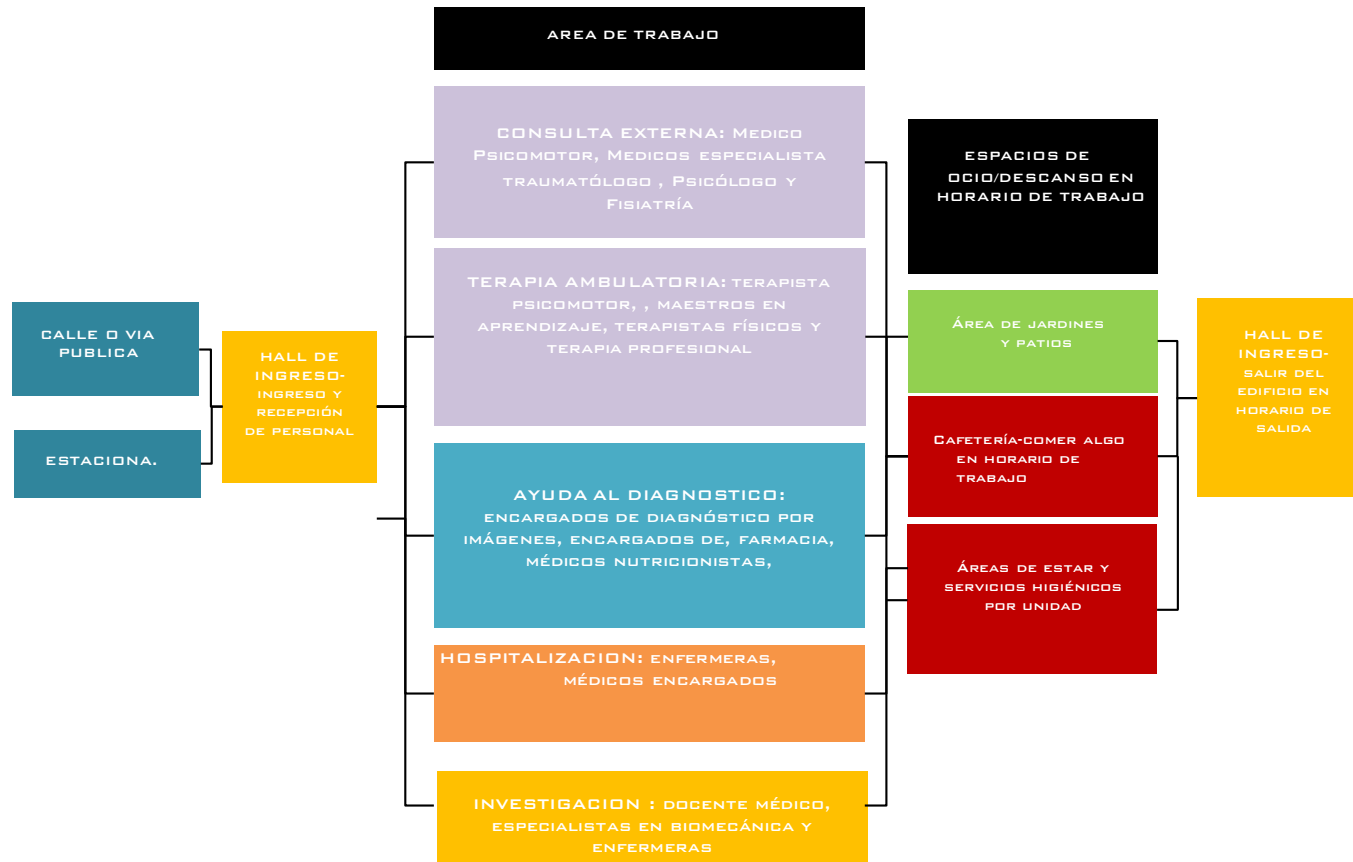 AREA DE TRABAJO
CONSULTA EXTERNA: Medico
Psicomotor, Medicos especialista
traumatólogo , Psicólogo y
Fisiatría
TERAPIA AMBULATORIA: terapista
psicomotor, , maestros en
aprendizaje, terapistas físicos y
terapia profesional
AYUDA AL DIAGNOSTICO:
encargados de diagnóstico por
imágenes, encargados de, farmacia,
médicos nutricionistas,
HOSPITALIZACION: enfermeras,
médicos encargados
INVESTIGACION : docente médico,
especialistas en biomecánica y
enfermeras
CALLE O VIA
PUBLICA
ESTACIONA.
HALL DE
INGRESO-
ingreso y
recepción
de personal
ESPACIOS DE
OCIO/DESCANSO EN
HORARIO DE TRABAJO
Área de jardines
y patios
Cafetería-comer algo
en horario de
trabajo
Áreas de estar y
servicios higiénicos
por unidad
HALL DE
INGRESO-
salir del
edificio en
horario de
salida